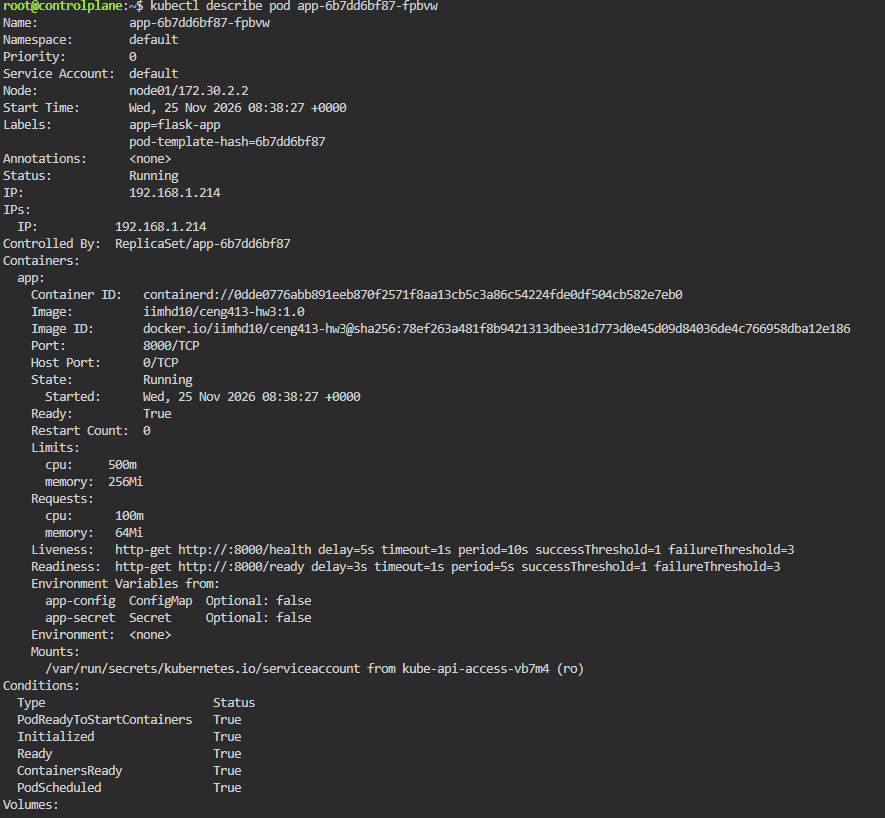 root@controlplane:~$ kubectl describe pod app-6b7dd6bf87-fpbvw
Name:             app-6b7dd6bf87-fpbvw
Namespace:        default
Priority:         0
Service Account:  default
Node:             node01/172.30.2.2
Start Time:       Wed, 25 Nov 2026 08:38:27 +0000
Labels:           app=flask-app
                  pod-template-hash=6b7dd6bf87
Annotations:      <none>
Status:           Running
IP:               192.168.1.214
IPs:
  IP:           192.168.1.214
Controlled By:  ReplicaSet/app-6b7dd6bf87
Containers:
  app:
    Container ID:   containerd://0dde0776abb891eeb870f2571f8aa13cb5c3a86c54224fde0df504cb582e7eb0
    Image:          iimhd10/ceng413-hw3:1.0
    Image ID:       docker.io/iimhd10/ceng413-hw3@sha256:78ef263a481f8b9421313dbee31d773d0e45d09d84036de4c766958dba12e186
    Port:           8000/TCP
    Host Port:      0/TCP
    State:          Running
      Started:      Wed, 25 Nov 2026 08:38:27 +0000
    Ready:          True
    Restart Count:  0
    Limits:
      cpu:     500m
      memory:  256Mi
    Requests:
      cpu:      100m
      memory:   64Mi
    Liveness:   http-get http://:8000/health delay=5s timeout=1s period=10s successThreshold=1 failureThreshold=3
    Readiness:  http-get http://:8000/ready delay=3s timeout=1s period=5s successThreshold=1 failureThreshold=3
    Environment Variables from:
      app-config  ConfigMap  Optional: false
      app-secret  Secret     Optional: false
    Environment:  <none>
    Mounts:
      /var/run/secrets/kubernetes.io/serviceaccount from kube-api-access-vb7m4 (ro)
Conditions:
  Type                        Status
  PodReadyToStartContainers   True
  Initialized                 True
  Ready                       True
  ContainersReady             True
  PodScheduled                True
Volumes: